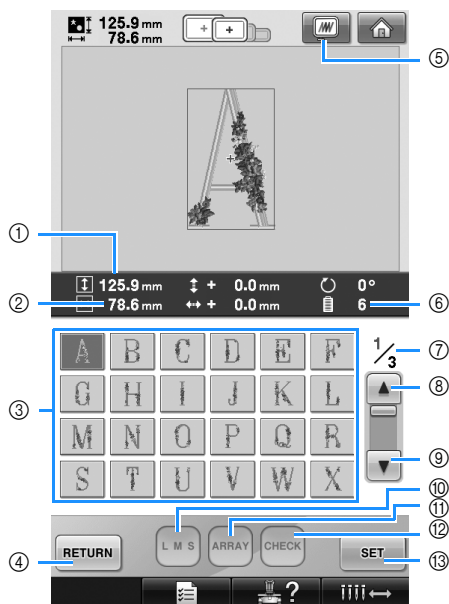 125.9 mm
78.6 mm
⑤
①
125.9 mm + 0.0 mm 0°
② 78.6 mm + 0.0 mm 6 ⑥
A B C D E F 1/3 ⑦
③ G H I J K L ⑧
M N O P Q R
S T U V W X ⑨
⑩
⑪
⑫
④ RETURN L M S ARRAY CHECK SET ⑬
?